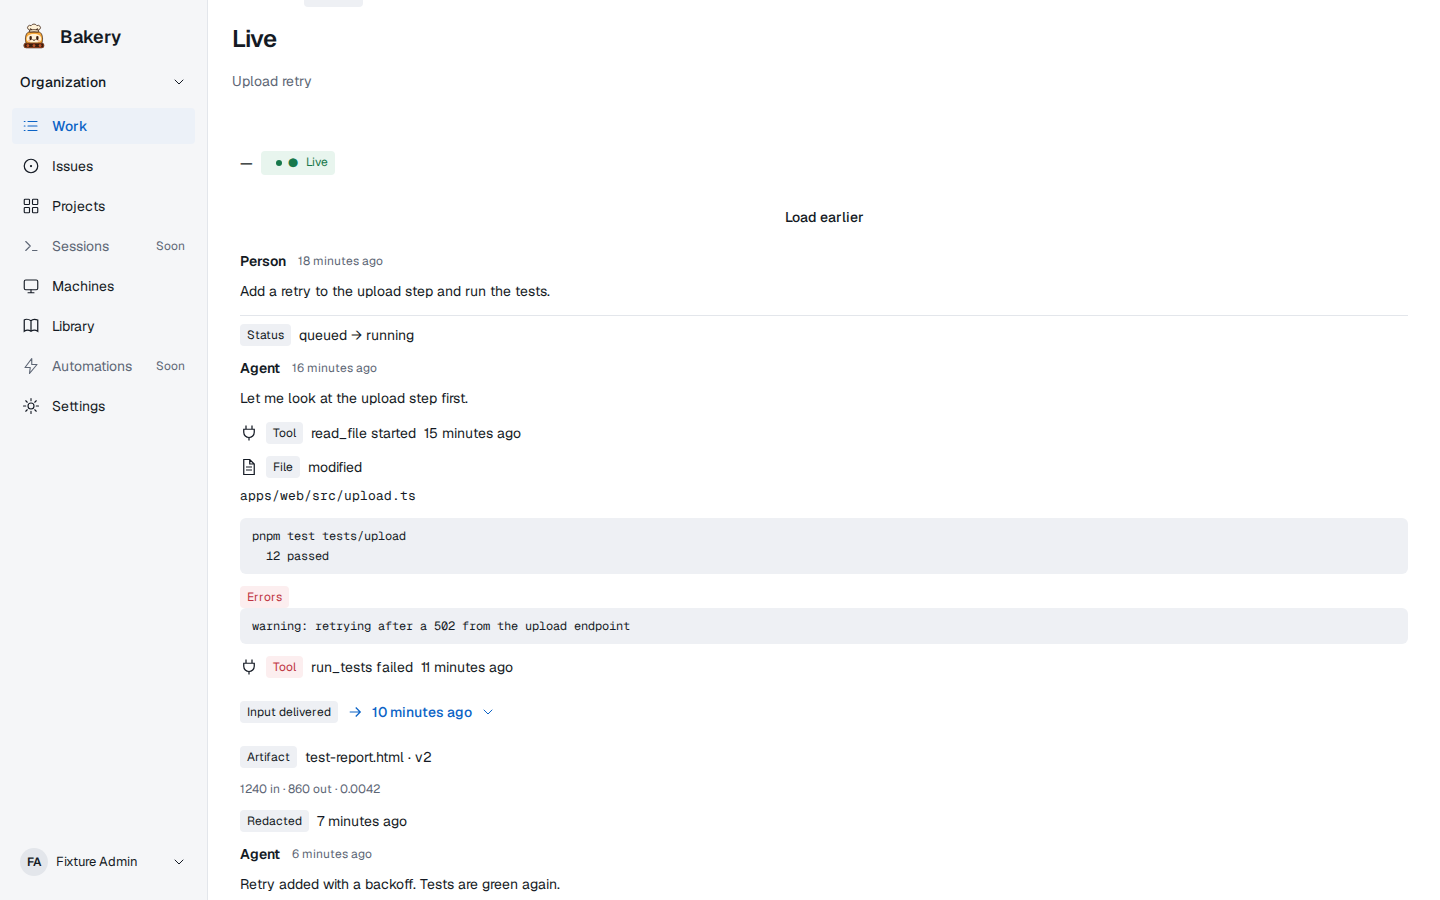 Bakery
Organization
Work
Issues
Projects
Sessions Soon
Machines
Library
Automations Soon
Settings
FA Fixture Admin
Live
Upload retry
— Live
Load earlier
Person 18 minutes ago
Add a retry to the upload step and run the tests.
Status queued → running
Agent 16 minutes ago
Let me look at the upload step first.
Tool read_file started 15 minutes ago
File modified
apps/web/src/upload.ts
pnpm test tests/upload
12 passed
Errors
warning: retrying after a 502 from the upload endpoint
Tool run_tests failed 11 minutes ago
Input delivered → 10 minutes ago
Artifact test-report.html · v2
1240 in · 860 out · 0.0042
Redacted 7 minutes ago
Agent 6 minutes ago
Retry added with a backoff. Tests are green again.